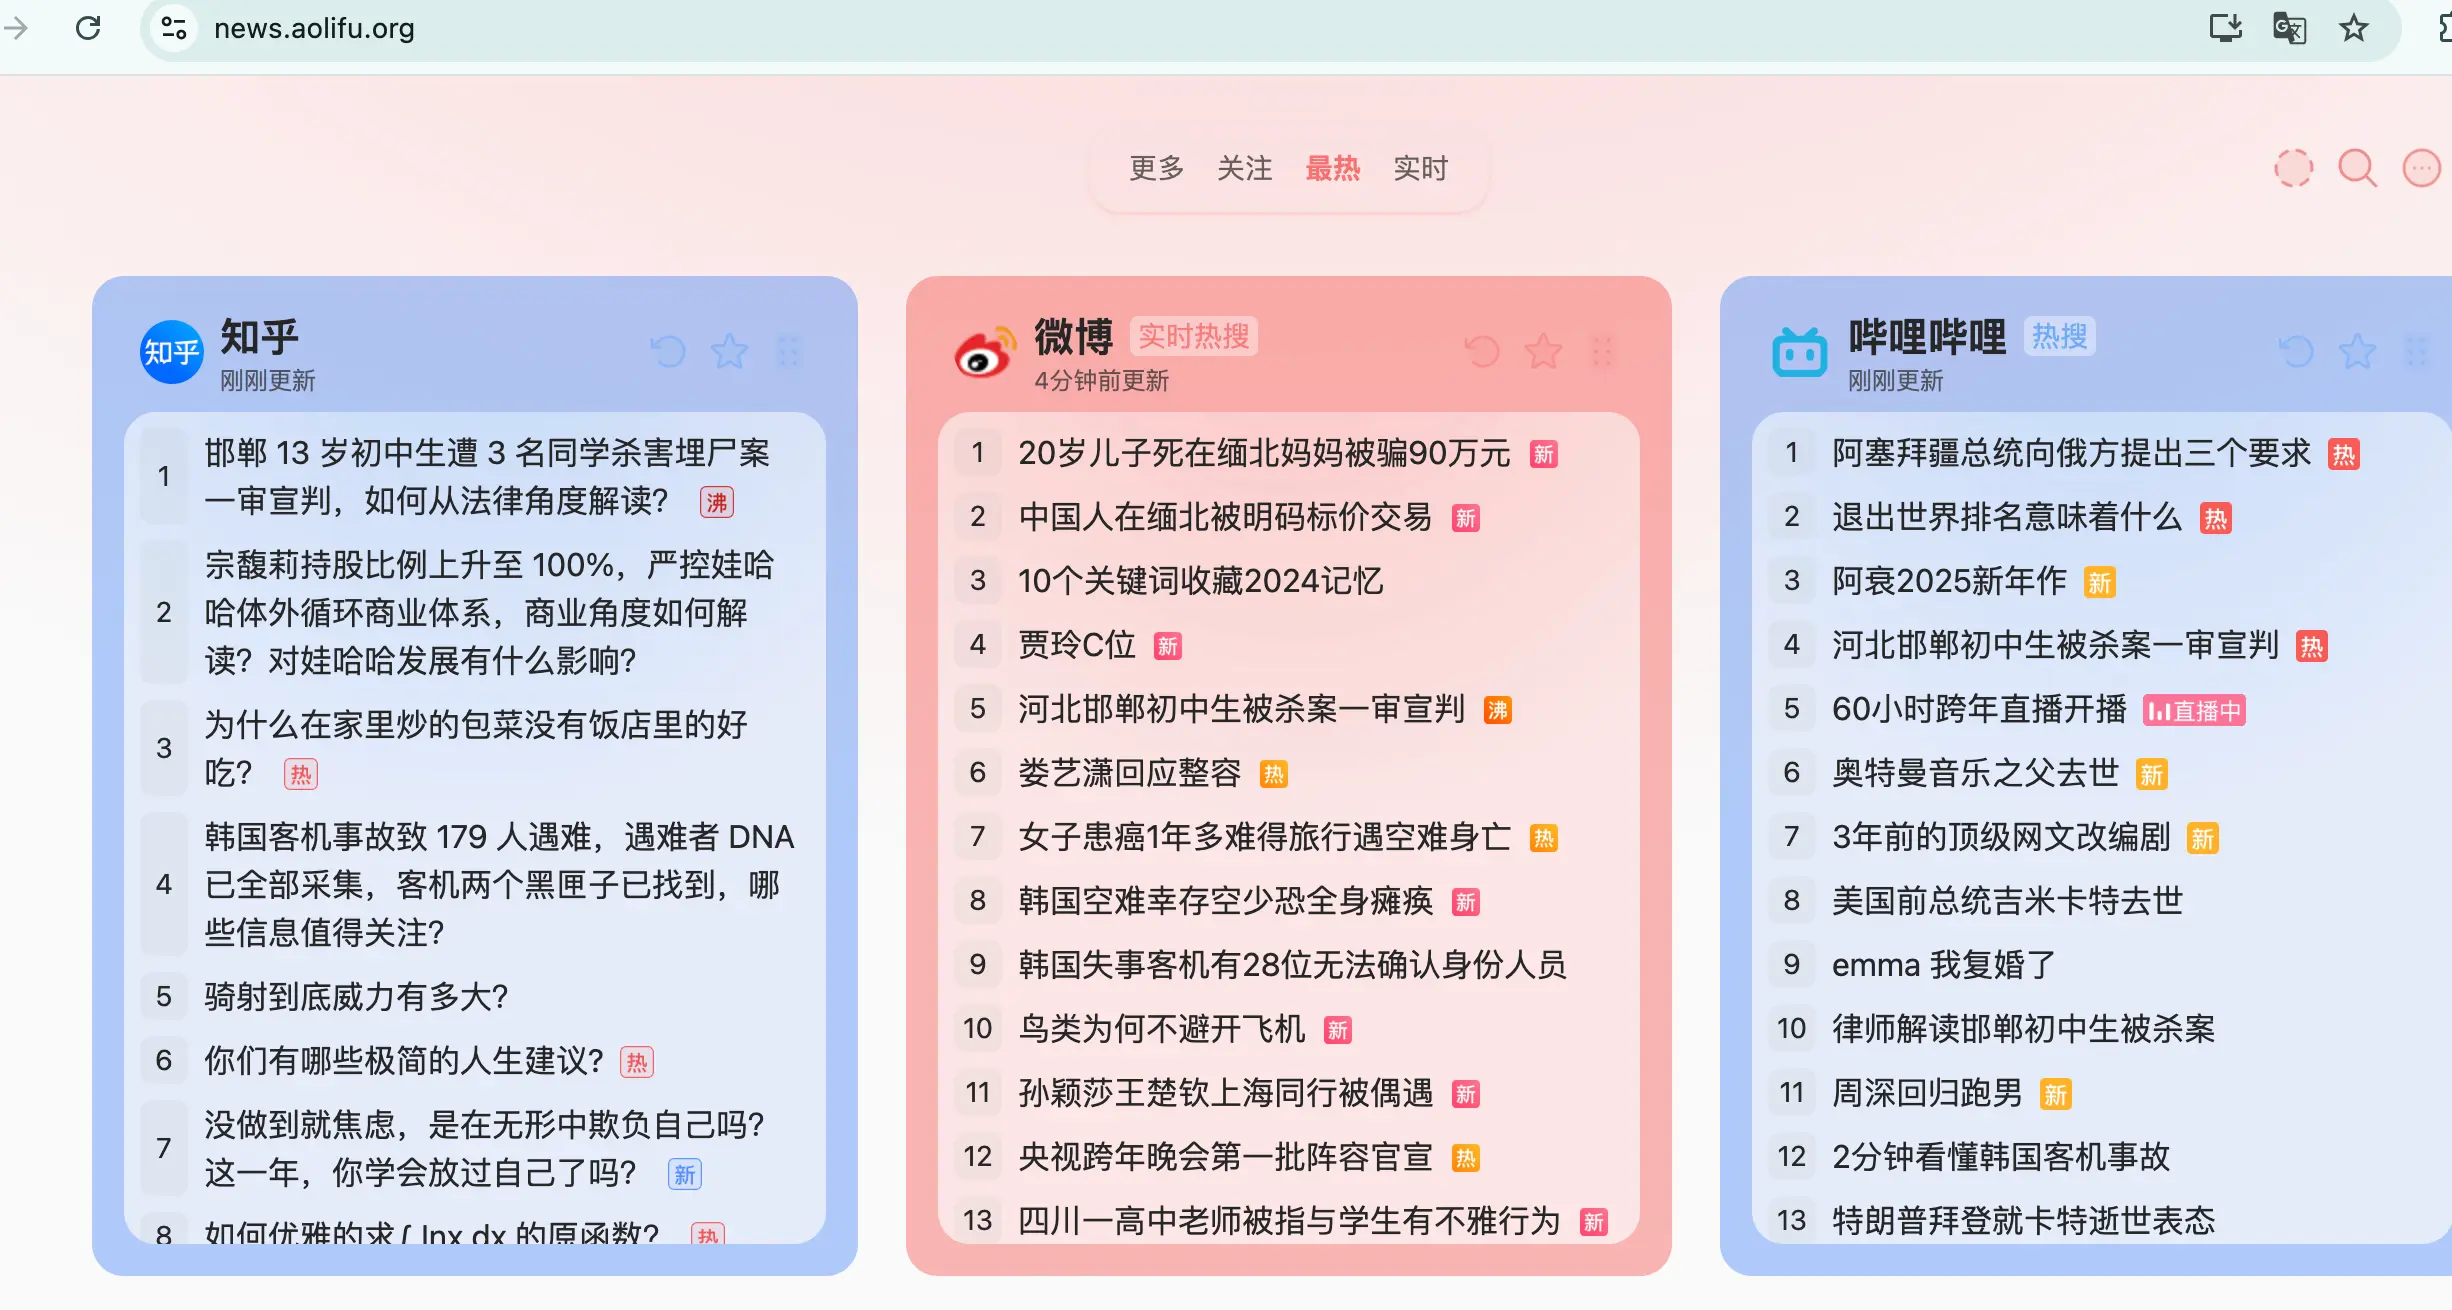 news.aolifu.org
更多 关注 最热 实时
知乎
知乎
刚刚更新
1 邯郸 13 岁初中生遭 3 名同学杀害埋尸案
一审宣判，如何从法律角度解读？ 沸
2 宗馥莉持股比例上升至 100%，严控娃哈
哈体外循环商业体系，商业角度如何解
读？对娃哈哈发展有什么影响？
3 为什么在家里炒的包菜没有饭店里的好
吃？ 热
4 韩国客机事故致 179 人遇难，遇难者 DNA
已全部采集，客机两个黑匣子已找到，哪
些信息值得关注？
5 骑射到底威力有多大？
6 你们有哪些极简的人生建议？ 热
7 没做到就焦虑，是在无形中欺负自己吗？
这一年，你学会放过自己了吗？ 新
8 如何优雅的求 ∫ lnx dx 的原函数？ 热
微博 实时热搜
4分钟前更新
1 20岁儿子死在缅北妈妈被骗90万元 新
2 中国人在缅北被明码标价交易 新
3 10个关键词收藏2024记忆
4 贾玲C位 新
5 河北邯郸初中生被杀案一审宣判 沸
6 娄艺潇回应整容 热
7 女子患癌1年多难得旅行遇空难身亡 热
8 韩国空难幸存空少恐全身瘫痪 新
9 韩国失事客机有28位无法确认身份人员
10 鸟类为何不避开飞机 新
11 孙颖莎王楚钦上海同行被偶遇 新
12 央视跨年晚会第一批阵容官宣 热
13 四川一高中老师被指与学生有不雅行为 新
哔哩哔哩 热搜
刚刚更新
1 阿塞拜疆总统向俄方提出三个要求 热
2 退出世界排名意味着什么 热
3 阿衰2025新年作 新
4 河北邯郸初中生被杀案一审宣判 热
5 60小时跨年直播开播 直播中
6 奥特曼音乐之父去世 新
7 3年前的顶级网文改编剧 新
8 美国前总统吉米卡特去世
9 emma 我复婚了
10 律师解读邯郸初中生被杀案
11 周深回归跑男 新
12 2分钟看懂韩国客机事故
13 特朗普拜登就卡特逝世表态